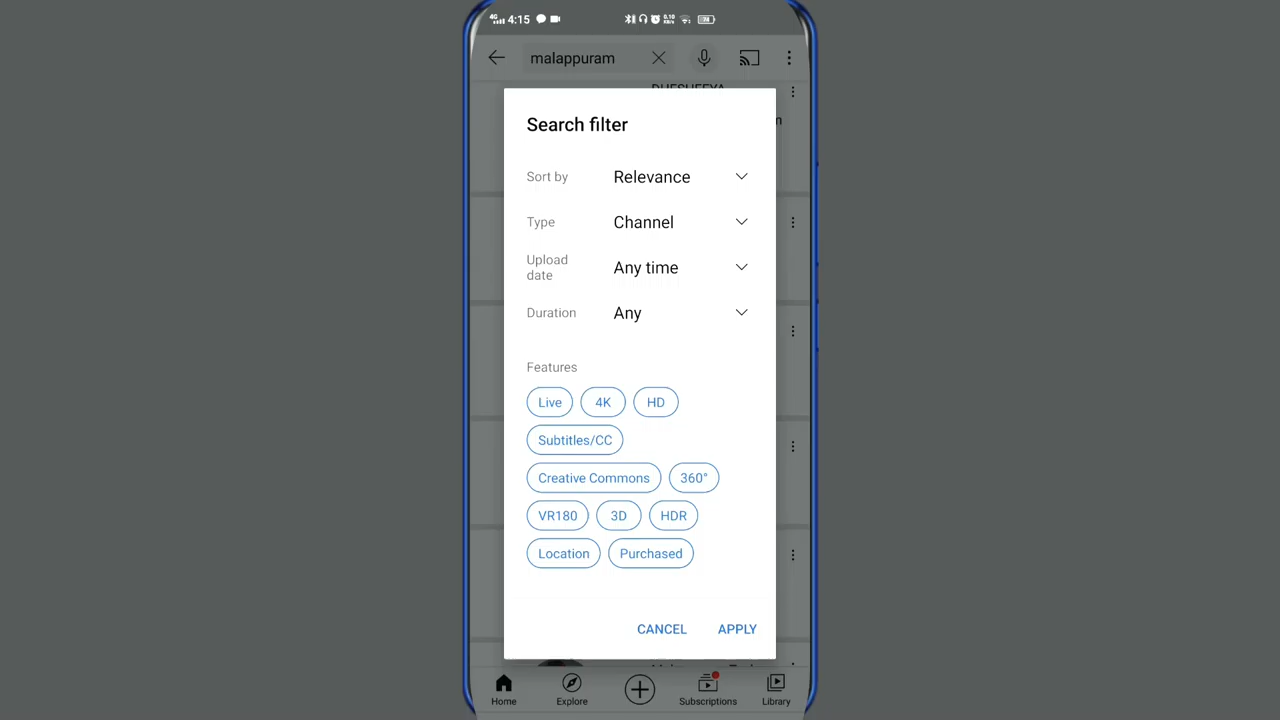 4G 4:15
malappuram
Search filter
Sort by Relevance
Type Channel
Upload date Any time
Duration Any
Features
Live 4K HD
Subtitles/CC
Creative Commons 360°
VR180 3D HDR
Location Purchased
CANCEL APPLY
Home Explore Subscriptions Library